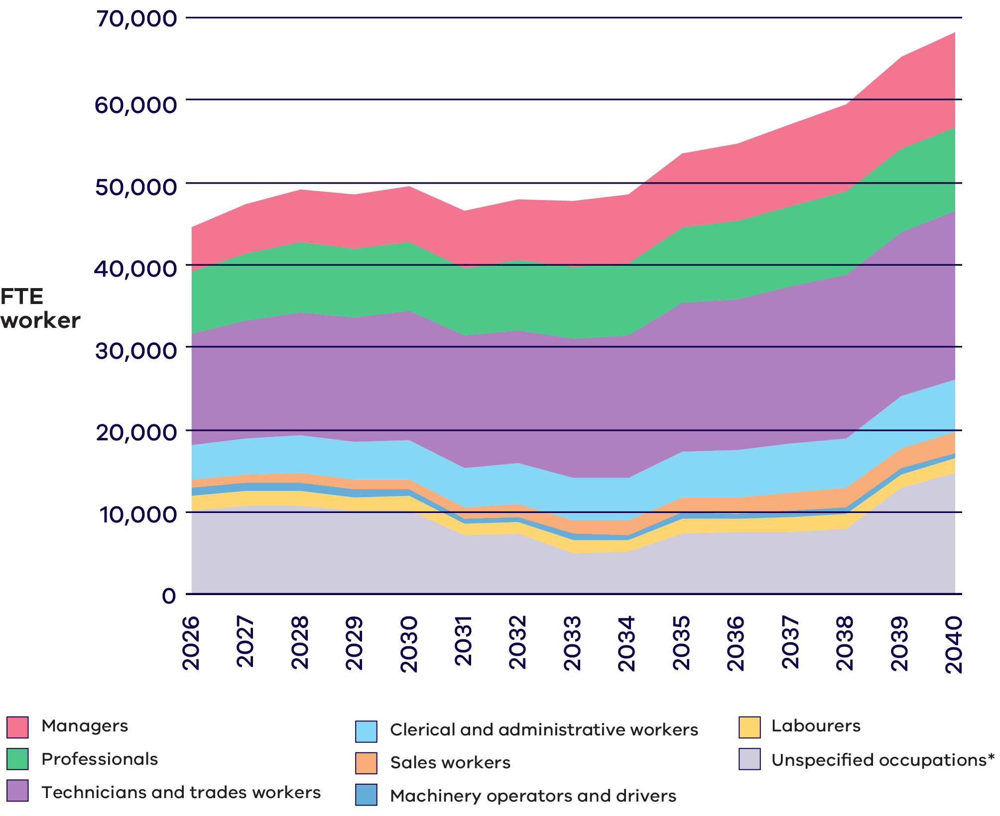 70,000
60,000
50,000
40,000
FTE
worker
30,000
20,000
10,000
0
2026 2027 2028 2029 2030 2031 2032 2033 2034 2035 2036 2037 2038 2039 2040
Managers
Professionals
Technicians and trades workers
Clerical and administrative workers
Sales workers
Machinery operators and drivers
Labourers
Unspecified occupations*